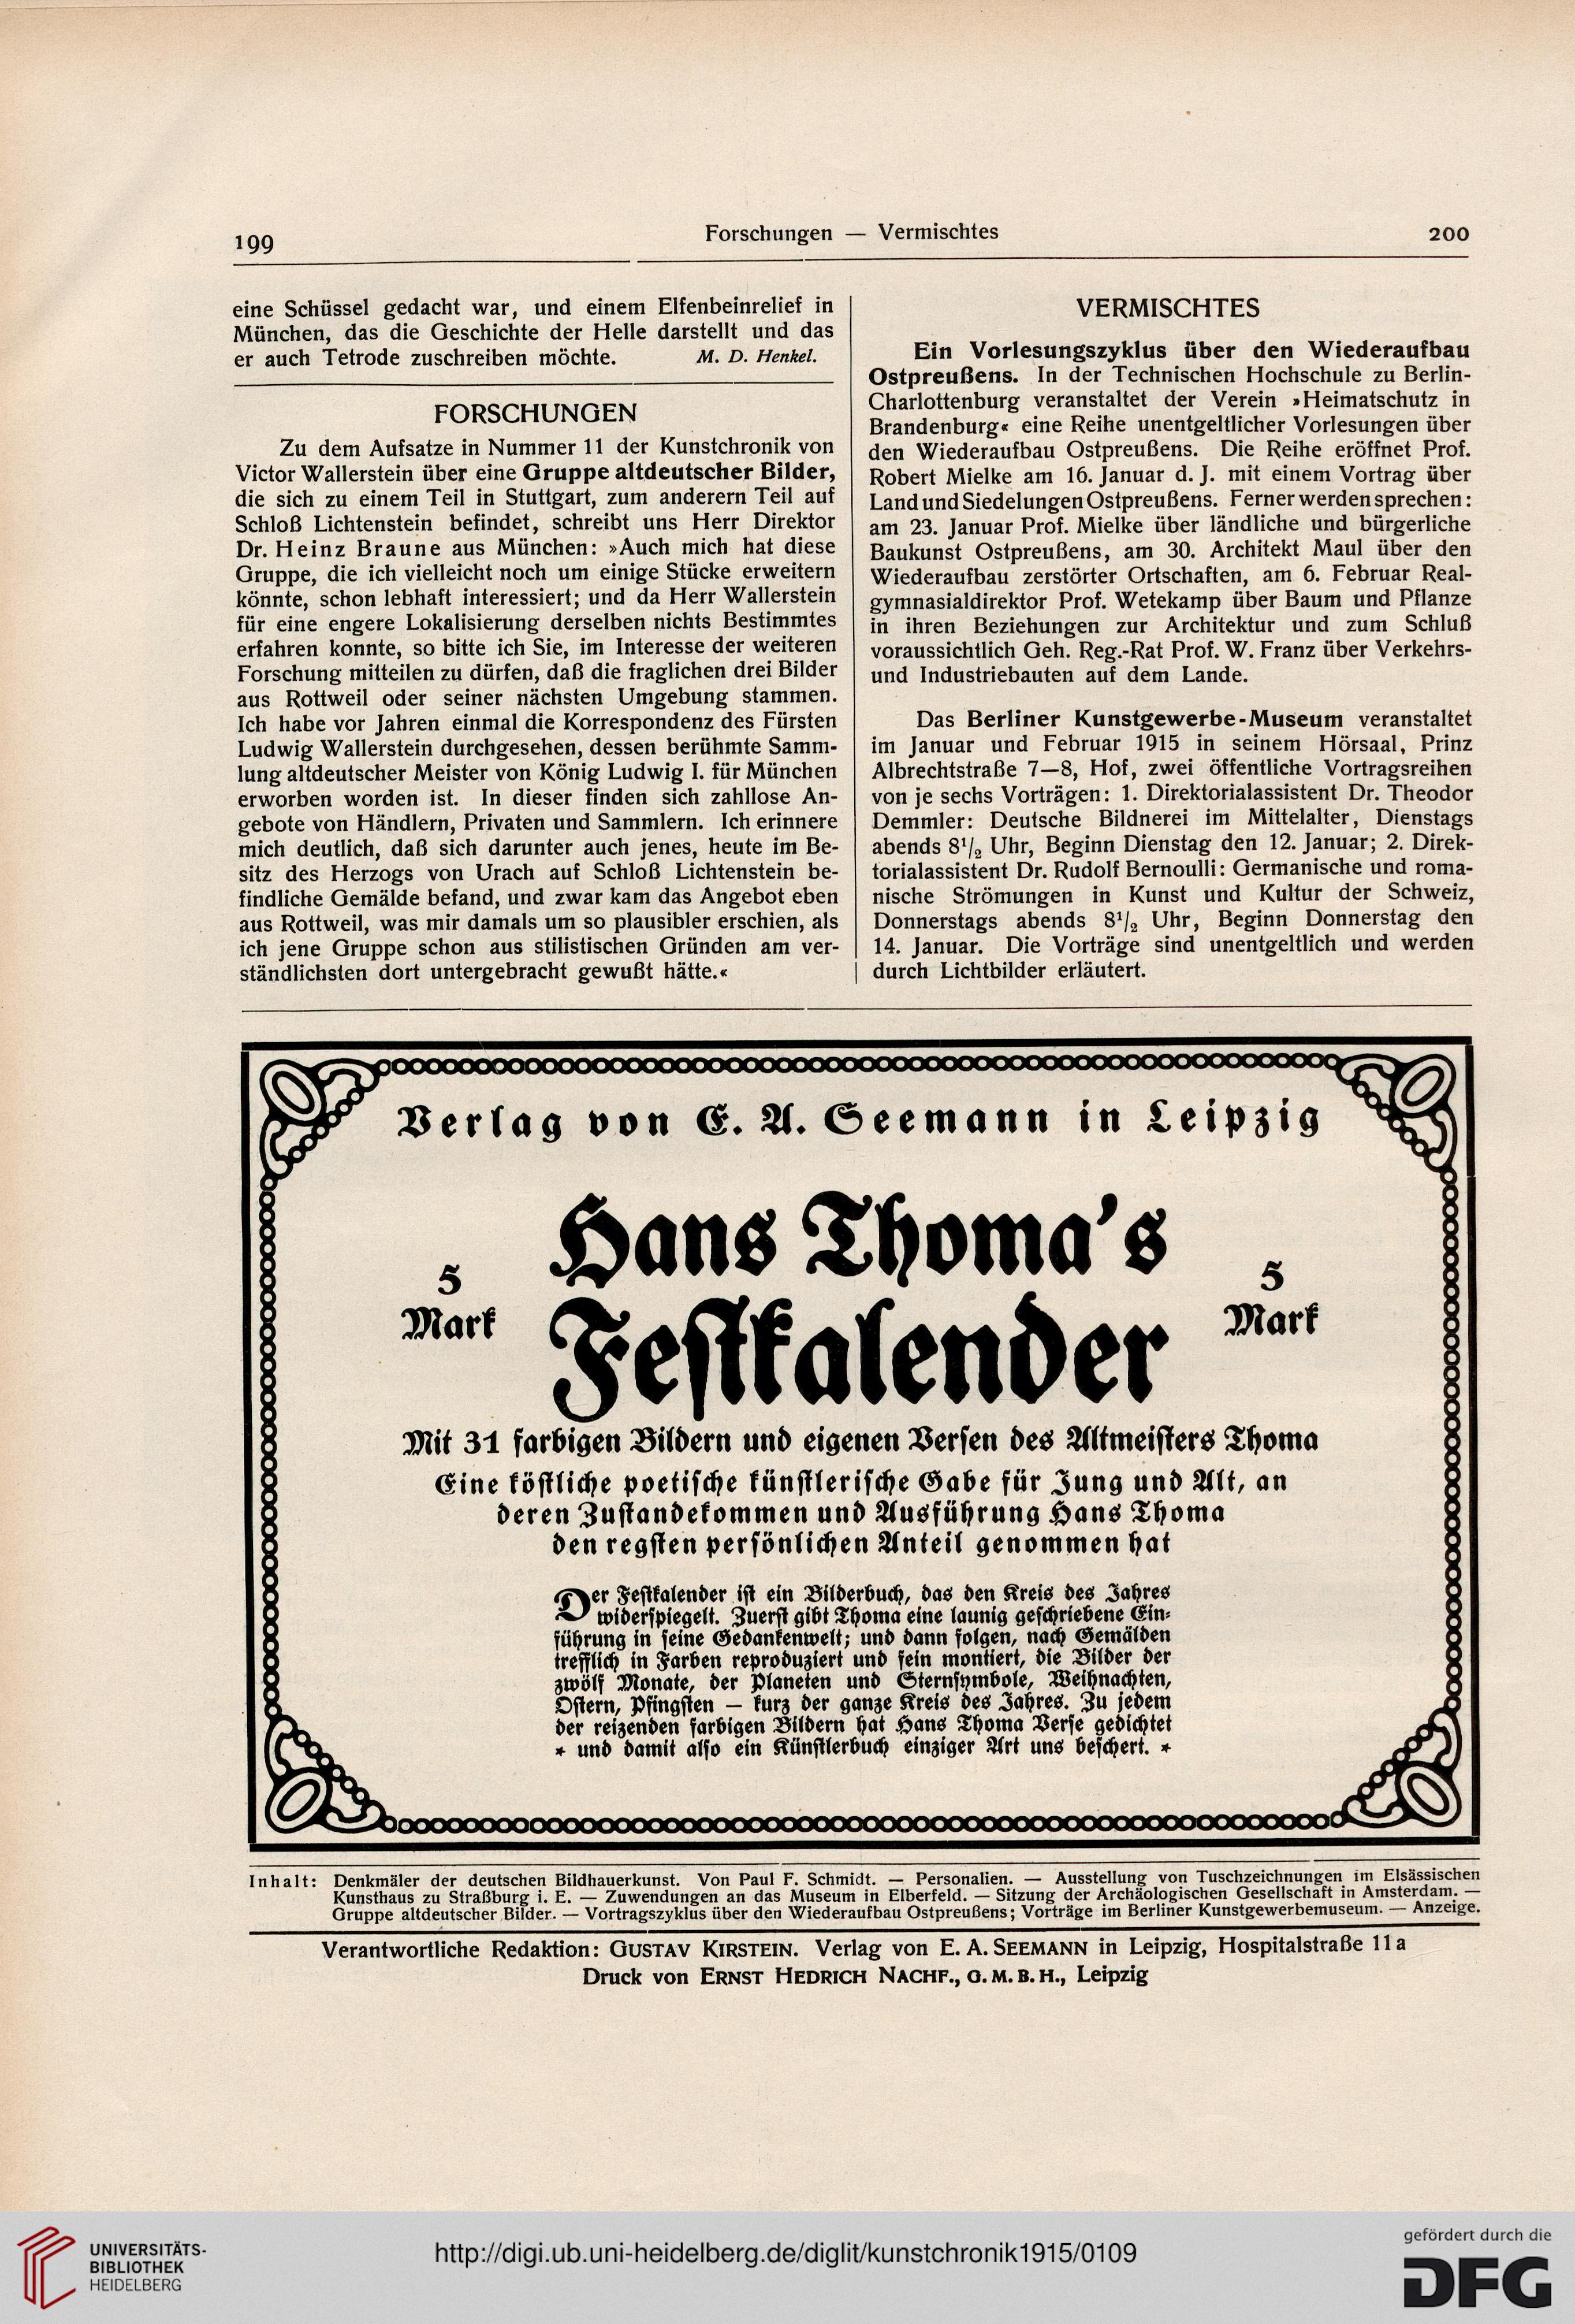 199
Forschungen — Vermischtes
200
eine Schüssel gedacht war, und einem Elfenbeinrelief in
München, das die Geschichte der Helle darstellt und das
er auch Tetrode zuschreiben möchte. M. D. Henkel.
FORSCHUNGEN
Zu dem Aufsatze in Nummer 11 der Kunstchronik von
Victor Wallerstein über eine Gruppe altdeutscher Bilder,
die sich zu einem Teil in Stuttgart, zum anderern Teil auf
Schloß Lichtenstein befindet, schreibt uns Herr Direktor
Dr. Heinz Braune aus München: »Auch mich hat diese
Gruppe, die ich vielleicht noch um einige Stücke erweitern
könnte, schon lebhaft interessiert; und da Herr Wallerstein
für eine engere Lokalisierung derselben nichts Bestimmtes
erfahren konnte, so bitte ich Sie, im Interesse der weiteren
Forschung mitteilen zu dürfen, daß die fraglichen drei Bilder
aus Rottweil oder seiner nächsten Umgebung stammen.
Ich habe vor Jahren einmal die Korrespondenz des Fürsten
Ludwig Wallerstein durchgesehen, dessen berühmte Samm-
lung altdeutscher Meister von König Ludwig I. für München
erworben worden ist. In dieser finden sich zahllose An-
gebote von Händlern, Privaten und Sammlern. Ich erinnere
mich deutlich, daß sich darunter auch jenes, heute im Be-
sitz des Herzogs von Urach auf Schloß Lichtenstein be-
findliche Gemälde befand, und zwar kam das Angebot eben
aus Rottweil, was mir damals um so plausibler erschien, als
ich jene Gruppe schon aus stilistischen Gründen am ver-
ständlichsten dort untergebracht gewußt hätte.«
VERMISCHTES
Ein Vorlesungszyklus über den Wiederaufbau
Ostpreußens. In der Technischen Hochschule zu Berlin-
Charlottenburg veranstaltet der Verein »Heimatschutz in
Brandenburg« eine Reihe unentgeltlicher Vorlesungen über
den Wiederaufbau Ostpreußens. Die Reihe eröffnet Prof.
Robert Mielke am 16. Januar d. J. mit einem Vortrag über
Land und Siedelungen Ostpreußens. Ferner werden sprechen:
am 23. Januar Prof. Mielke über ländliche und bürgerliche
Baukunst Ostpreußens, am 30. Architekt Maul über den
Wiederaufbau zerstörter Ortschaften, am 6. Februar Real-
gymnasialdirektor Prof. Wetekamp über Baum und Pflanze
in ihren Beziehungen zur Architektur und zum Schluß
voraussichtlich Geh. Reg.-Rat Prof. W. Franz über Verkehrs-
und Industriebauten auf dem Lande.
Das Berliner Kunstgewerbe-Museum veranstaltet
im Januar und Februar 1915 in seinem Hörsaal, Prinz
Albrechtstraße 7—8, Hof, zwei öffentliche Vortragsreihen
von je sechs Vorträgen: 1. Direktorialassistent Dr. Theodor
Demmler: Deutsche Bildnerei im Mittelalter, Dienstags
abends 8½ Uhr, Beginn Dienstag den 12. Januar; 2. Direk-
torialassistent Dr. Rudolf Bernoulli: Germanische und roma-
nische Strömungen in Kunst und Kultur der Schweiz,
Donnerstags abends 8½ Uhr, Beginn Donnerstag den
14. Januar. Die Vorträge sind unentgeltlich und werden
durch Lichtbilder erläutert.
Verlag von E. A. Seemann in Leipzig
Hans Thoma's
Festkalender
5
Mark
5
Mark
Mit 31 farbigen Bildern und eigenen Versen des Altmeisters Thoma
Eine köstliche poetische künstlerische Gabe für Jung und Alt, an
deren Zustandekommen und Ausführung Hans Thoma
den regsten persönlichen Anteil genommen hat
Der Festkalender ist ein Bilderbuch, das den Kreis des Jahres
widerspiegelt. Zuerst gibt Thoma eine launig geschriebene Ein-
führung in seine Gedankenwelt; und dann folgen, nach Gemälden
trefflich in Farben reproduziert und fein montiert, die Bilder der
zwölf Monate, der Planeten und Sternsymbole, Weihnachten,
Ostern, Pfingsten — kurz der ganze Kreis des Jahres. Zu jedem
der reizenden farbigen Bildern hat Hans Thoma Verse gedichtet
* und damit also ein Künstlerbuch einziger Art uns beschert. *
Inhalt: Denkmäler der deutschen Bildhauerkunst. Von Paul F. Schmidt. — Personalien. — Ausstellung von Tuschzeichnungen im Elsässischen
Kunsthaus zu Straßburg i. E. — Zuwendungen an das Museum in Elberfeld. — Sitzung der Archäologischen Gesellschaft in Amsterdam. —
Gruppe altdeutscher Bilder. — Vortragszyklus über den Wiederaufbau Ostpreußens; Vorträge im Berliner Kunstgewerbemuseum. — Anzeige.
Verantwortliche Redaktion: GUSTAV KIRSTEIN. Verlag von E. A. SEEMANN in Leipzig, Hospitalstraße 11a
Druck von ERNST HEDRICH NACHF., G. M. B. H., Leipzig
UNIVERSITÄTS-
BIBLIOTHEK
HEIDELBERG
http://digi.ub.uni-heidelberg.de/diglit/kunstchronik1915/0109
gefördert durch die
DFG